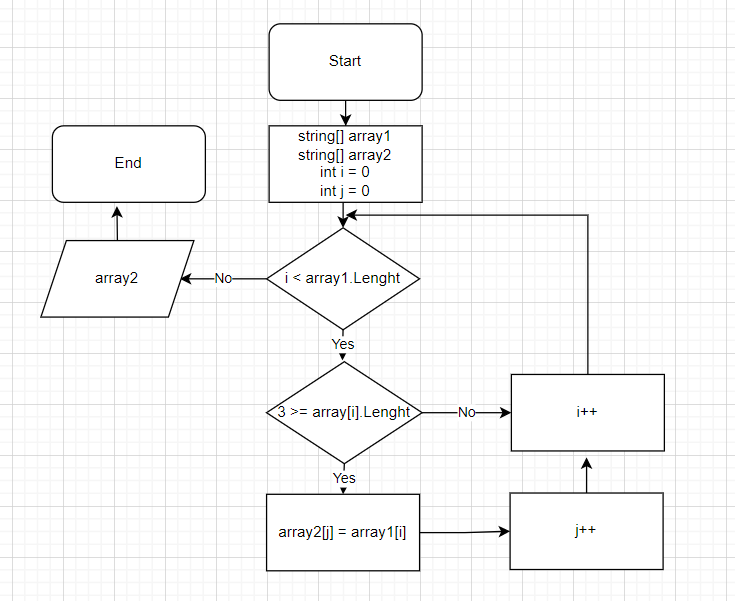 Start
string[] array1
string[] array2
int i = 0
int j = 0
End
array2
No
i < array1.Lenght
Yes
3 >= array[i].Lenght
No
i++
Yes
array2[j] = array1[i]
j++